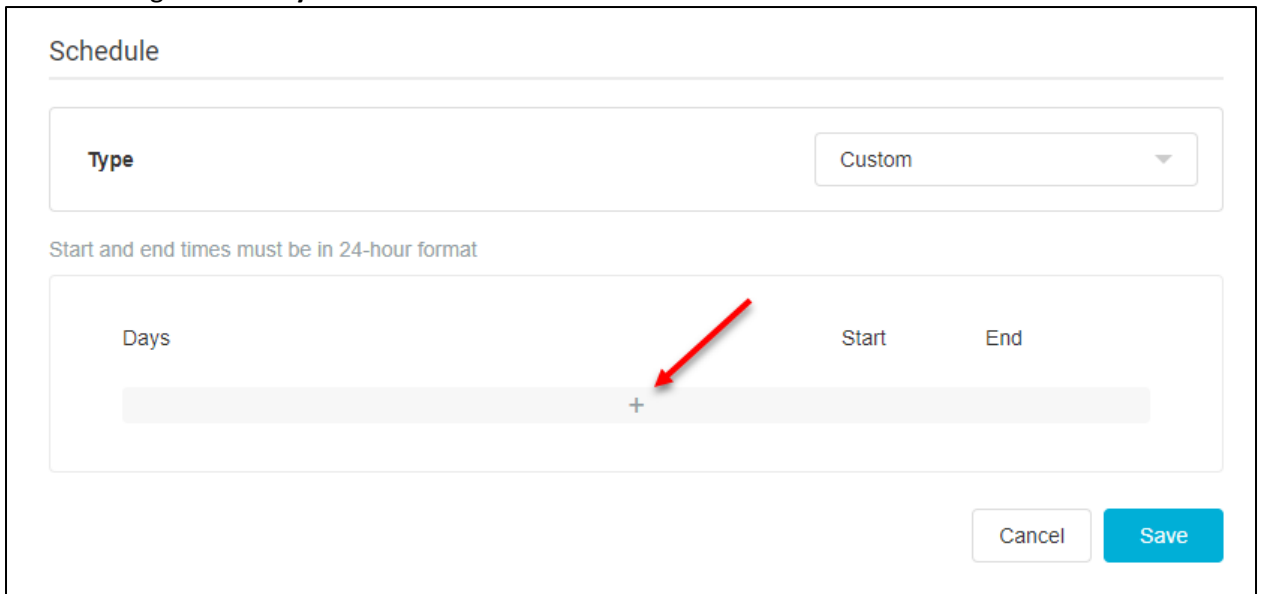 Schedule
Type Custom
Start and end times must be in 24-hour format
Days Start End
+
Cancel Save